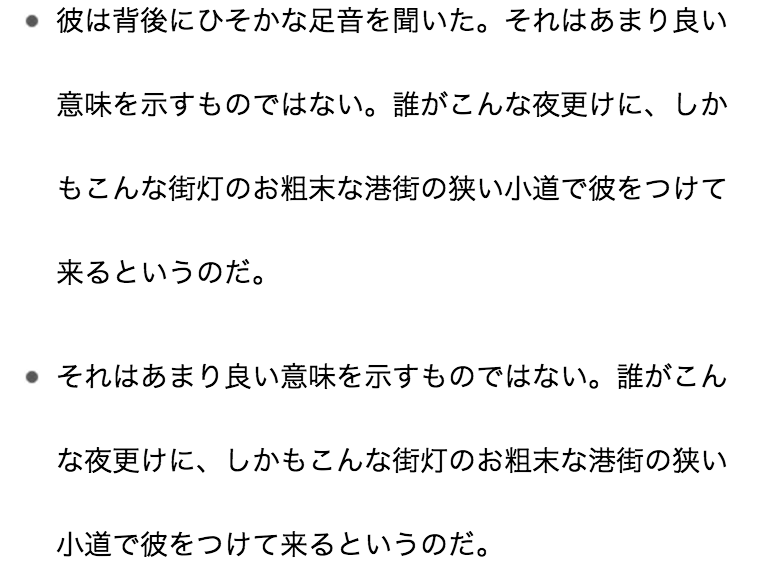 • 彼は背後にひそかな足音を聞いた。それはあまり良い
意味を示すものではない。誰がこんな夜更けに、しか
もこんな街灯のお粗末な港街の狭い小道で彼をつけて
来るというのだ。
• それはあまり良い意味を示すものではない。誰がこん
な夜更けに、しかもこんな街灯のお粗末な港街の狭い
小道で彼をつけて来るというのだ。